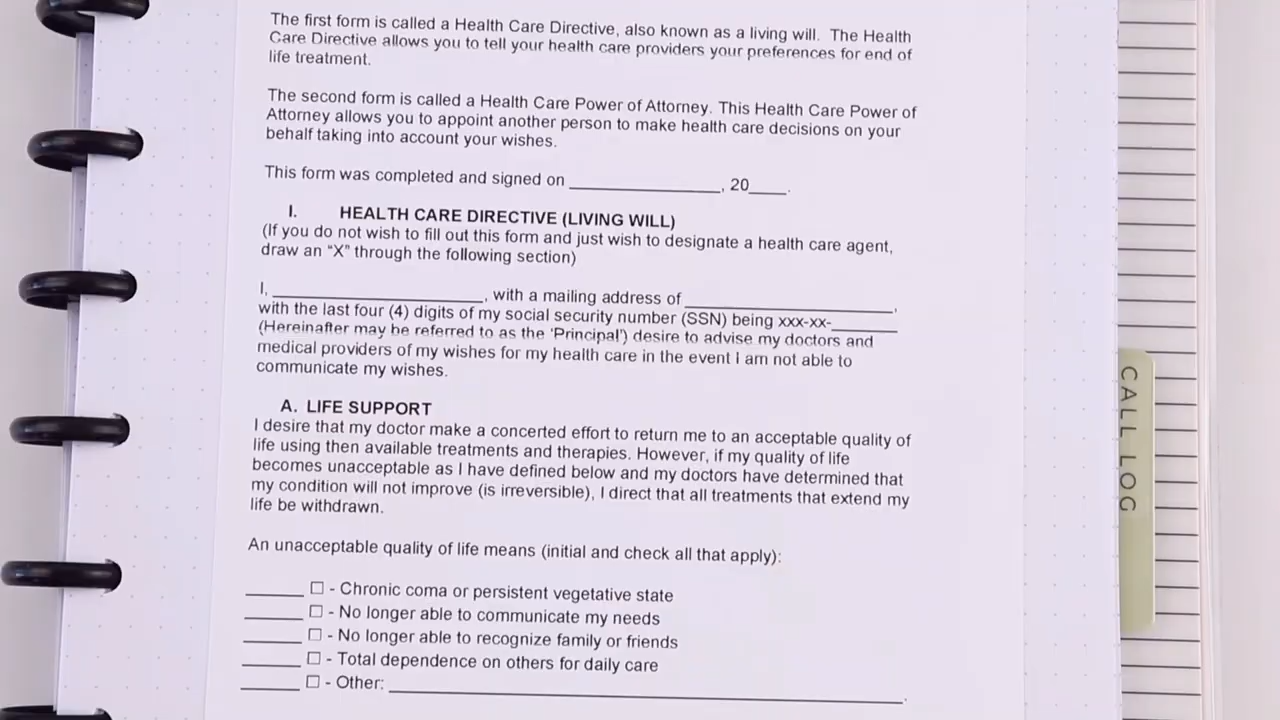 The first form is called a Health Care Directive, also known as a living will. The Health
Care Directive allows you to tell your health care providers your preferences for end of
life treatment.
The second form is called a Health Care Power of Attorney. This Health Care Power of
Attorney allows you to appoint another person to make health care decisions on your
behalf taking into account your wishes.
This form was completed and signed on _______________, 20____.
I. HEALTH CARE DIRECTIVE (LIVING WILL)
(If you do not wish to fill out this form and just wish to designate a health care agent,
draw an “X” through the following section)
I, _____________________, with a mailing address of _____________________,
with the last four (4) digits of my social security number (SSN) being xxx-xx-_______
(Hereinafter may be referred to as the ‘Principal’) desire to advise my doctors and
medical providers of my wishes for my health care in the event I am not able to
communicate my wishes.
A. LIFE SUPPORT
I desire that my doctor make a concerted effort to return me to an acceptable quality of
life using then available treatments and therapies. However, if my quality of life
becomes unacceptable as I have defined below and my doctors have determined that
my condition will not improve (is irreversible), I direct that all treatments that extend my
life be withdrawn.
An unacceptable quality of life means (initial and check all that apply):
______ ☐ - Chronic coma or persistent vegetative state
______ ☐ - No longer able to communicate my needs
______ ☐ - No longer able to recognize family or friends
______ ☐ - Total dependence on others for daily care
______ ☐ - Other: ____________________________________________________.
CALL LOG